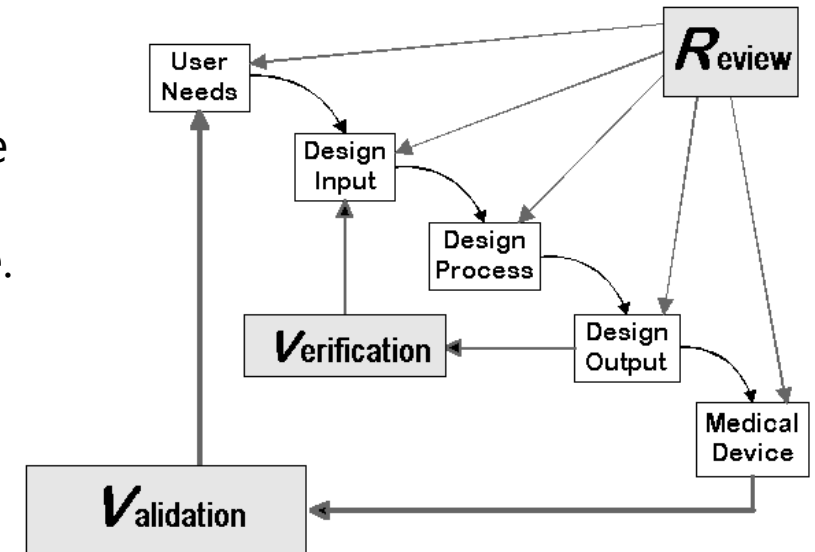 Review
User
Needs
e
Design
Input
Design
Process
.
Verification
Design
Output
Medical
Device
Validation